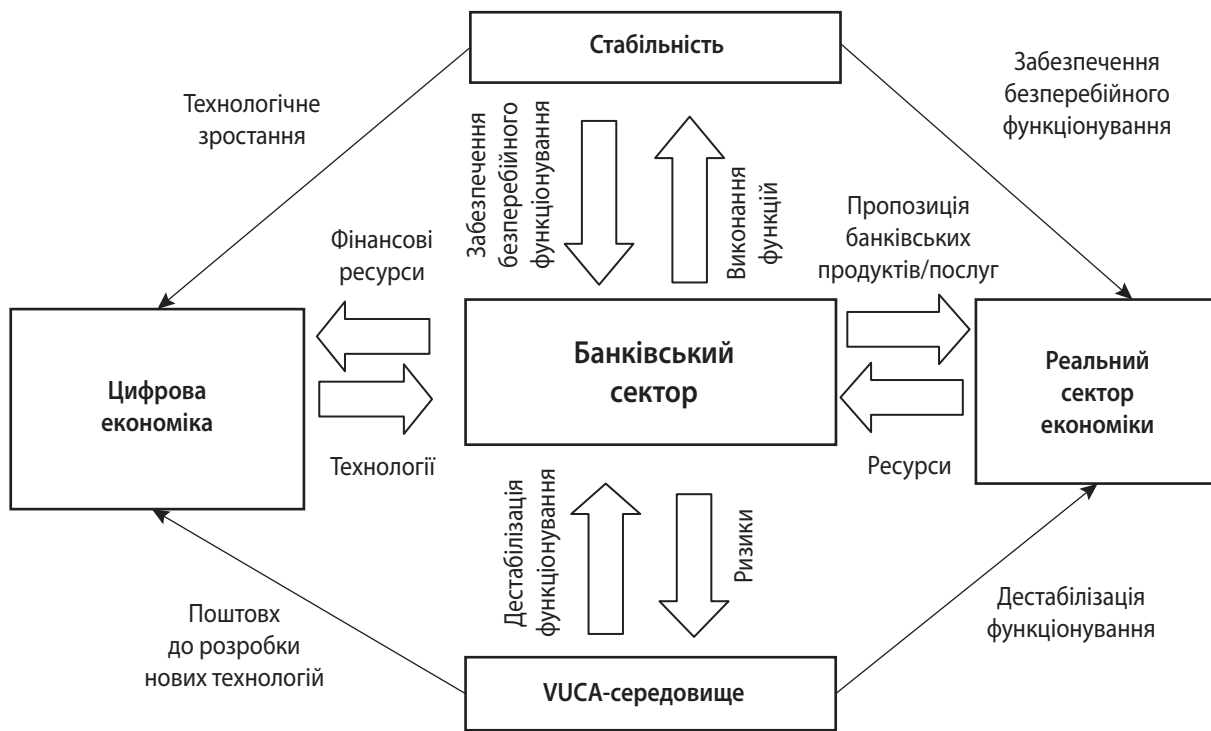 Стабільність
Забезпечення
безперебійного
функціонування
Технологічне
зростання
Забезпечення
безперебійного
функціонування
Виконання
функцій
Пропозиція
банківських
продуктів/послуг
Фінансові
ресурси
Цифрова
економіка
Банківський
сектор
Реальний
сектор
економіки
Технології
Ресурси
Дестабілізація
функціонування
Ризики
Поштовх
до розробки
нових технологій
Дестабілізація
функціонування
VUCA-середовище